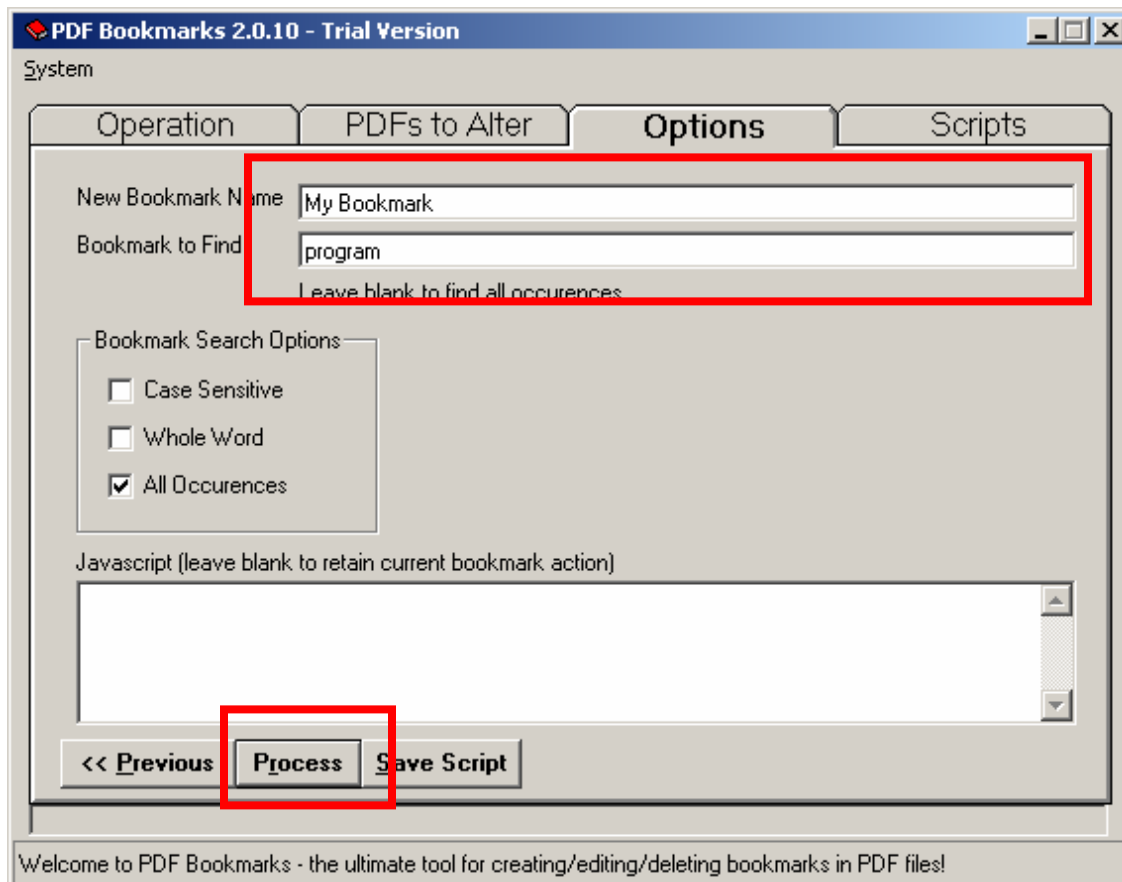 PDF Bookmarks 2.0.10 - Trial Version
System
Operation PDFs to Alter Options Scripts
New Bookmark Name My Bookmark
Bookmark to Find program
Leave blank to find all occurences
Bookmark Search Options
Case Sensitive
Whole Word
All Occurences
Javascript (leave blank to retain current bookmark action)
<< Previous Process Save Script
Welcome to PDF Bookmarks - the ultimate tool for creating/editing/deleting bookmarks in PDF files!